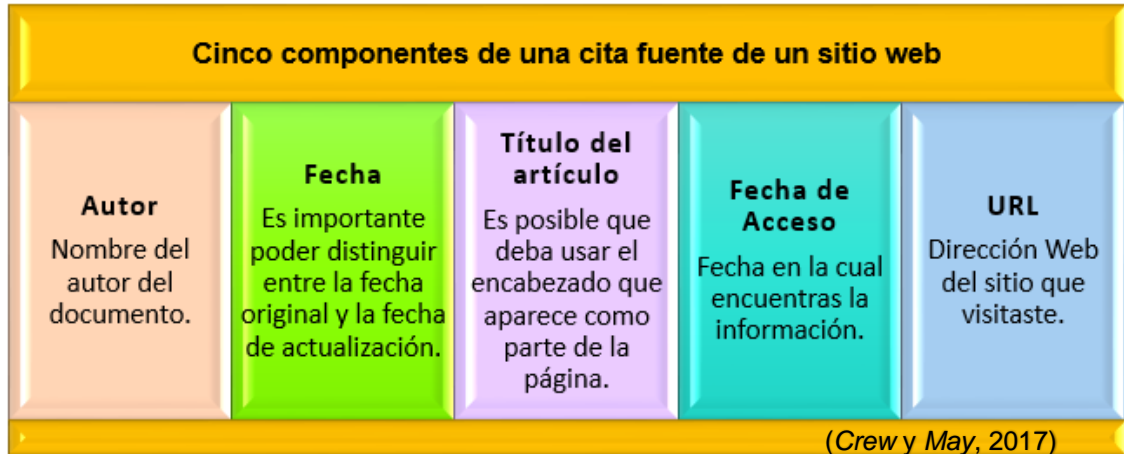 Cinco componentes de una cita fuente de un sitio web
Autor
Nombre del
autor del
documento.
Fecha
Es importante
poder distinguir
entre la fecha
original y la fecha
de actualización.
Título del
artículo
Es posible que
deba usar el
encabezado que
aparece como
parte de la
página.
Fecha de
Acceso
Fecha en la cual
encuentras la
información.
URL
Dirección Web
del sitio que
visitaste.
(Crew y May, 2017)